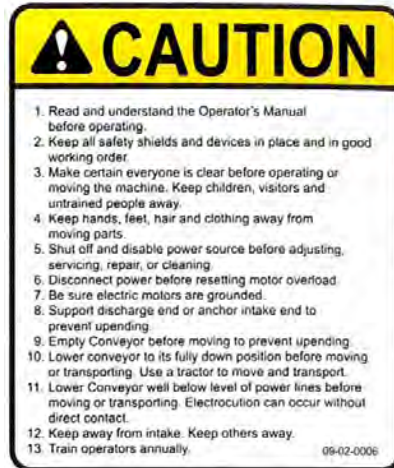 CAUTION
1. Read and understand the Operator's Manual
before operating.
2. Keep all safety shields and devices in place and in good
working order.
3. Make certain everyone is clear before operating or
moving the machine. Keep children, visitors and
untrained people away.
4. Keep hands, feet, hair and clothing away from
moving parts.
5. Shut off and disable power source before adjusting,
servicing, repair, or cleaning.
6. Disconnect power before resetting motor overload.
7. Be sure electric motors are grounded.
8. Support discharge end or anchor intake end to
prevent upending.
9. Empty Conveyor before moving to prevent upending.
10. Lower conveyor to its fully down position before moving
or transporting. Use a tractor to move and transport.
11. Lower Conveyor well below level of power lines before
moving or transporting. Electrocution can occur without
direct contact.
12. Keep away from intake. Keep others away.
13. Train operators annually. 09-02-0006